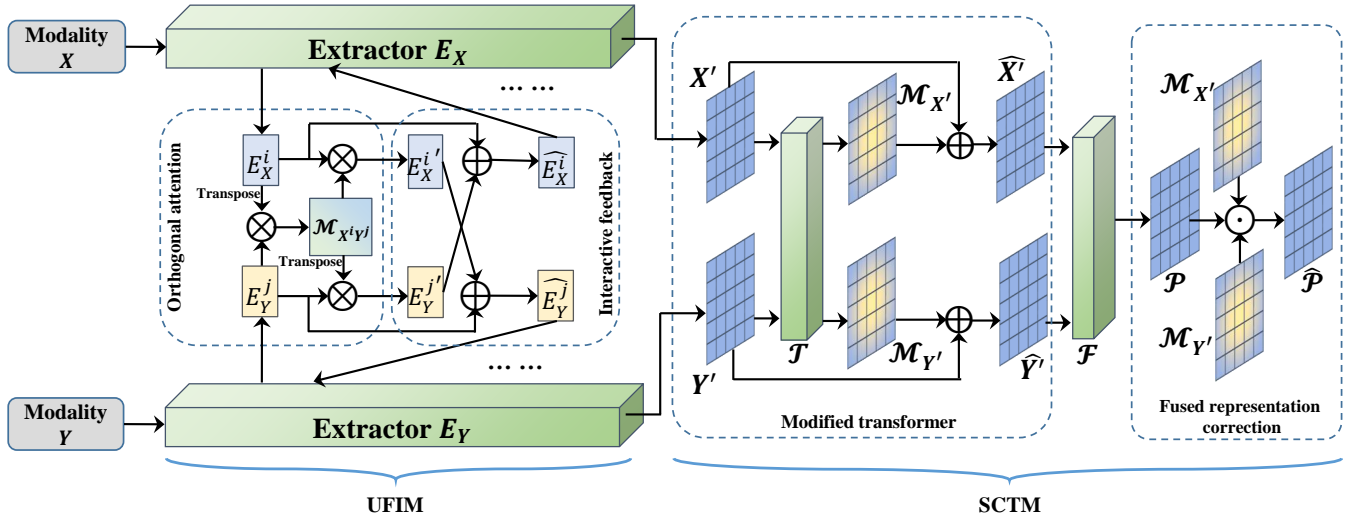 Modality
X
Extractor E_X
... ...
Orthogonal attention
E_X^i
Transpose
ℳ_{X^iY^j}
Transpose
E_Y^j
E_X^i′
E_Y^j′
\widehat{E_X^i}
\widehat{E_Y^j}
Interactive feedback
... ...
Modality
Y
Extractor E_Y
UFIM
X′
ℳ_{X′}
\widehat{X′}
Y′
𝒯
ℳ_{Y′}
\widehat{Y′}
Modified transformer
ℱ
ℳ_{X′}
𝒫
\widehat{𝒫}
ℳ_{Y′}
Fused representation
correction
SCTM